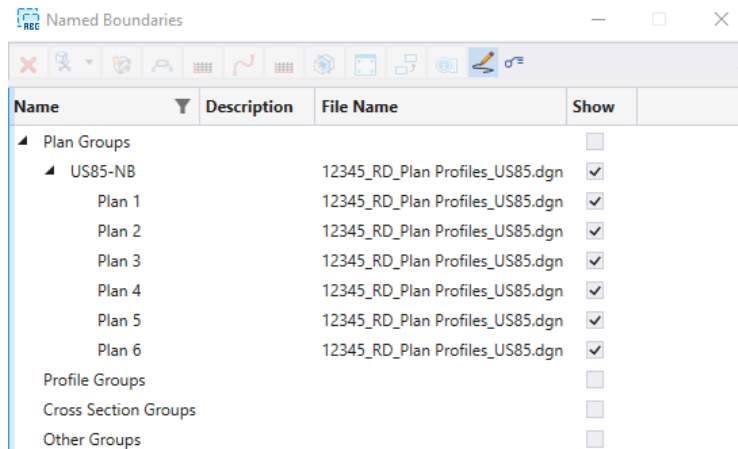 ABC Named Boundaries
Name Description File Name Show
Plan Groups
US85-NB 12345_RD_Plan Profiles_US85.dgn
Plan 1 12345_RD_Plan Profiles_US85.dgn
Plan 2 12345_RD_Plan Profiles_US85.dgn
Plan 3 12345_RD_Plan Profiles_US85.dgn
Plan 4 12345_RD_Plan Profiles_US85.dgn
Plan 5 12345_RD_Plan Profiles_US85.dgn
Plan 6 12345_RD_Plan Profiles_US85.dgn
Profile Groups
Cross Section Groups
Other Groups